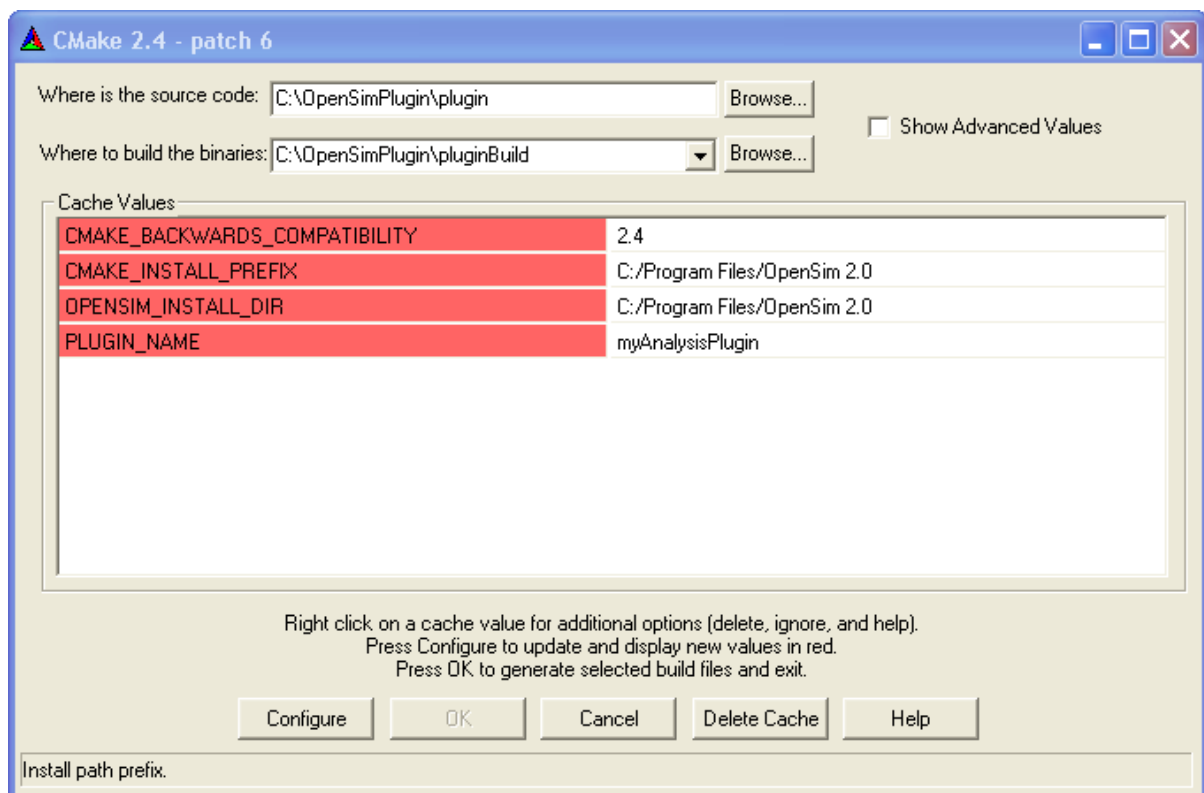 CMake 2.4 - patch 6
Where is the source code: C:\OpenSimPlugin\plugin Browse...
Show Advanced Values
Where to build the binaries: C:\OpenSimPlugin\pluginBuild Browse...
Cache Values
CMAKE_BACKWARDS_COMPATIBILITY 2.4
CMAKE_INSTALL_PREFIX C:/Program Files/OpenSim 2.0
OPENSIM_INSTALL_DIR C:/Program Files/OpenSim 2.0
PLUGIN_NAME myAnalysisPlugin
Right click on a cache value for additional options (delete, ignore, and help).
Press Configure to update and display new values in red.
Press OK to generate selected build files and exit.
Configure OK Cancel Delete Cache Help
Install path prefix.